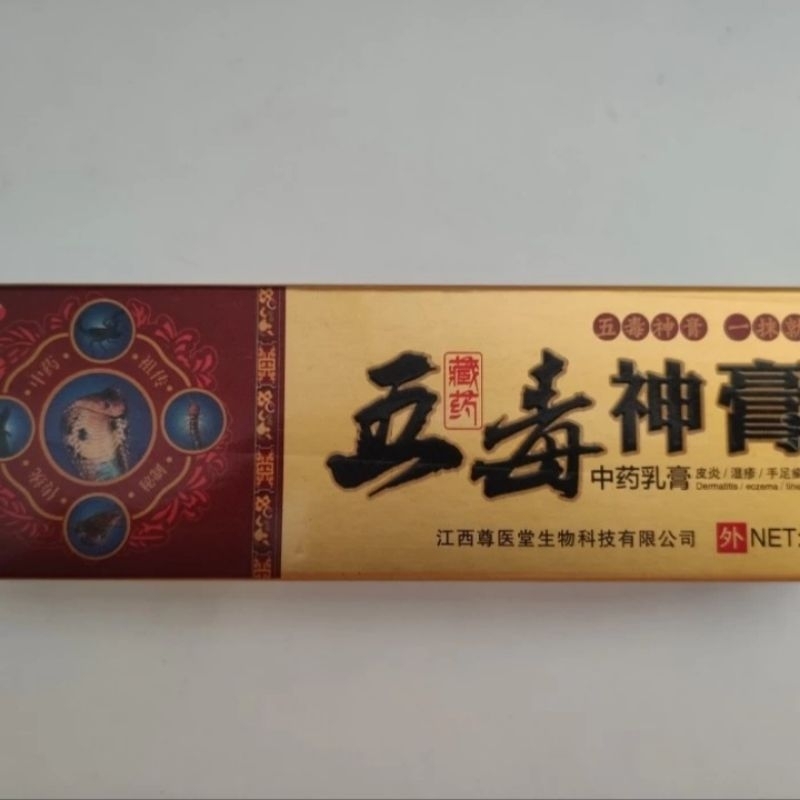 五毒神膏 一抹
藏药
五毒神膏
中药乳膏
皮炎/湿疹/手足
Dermatitis / eczema /
江西尊医堂生物科技有限公司
外 NET
中药
祖传
传统
秘制